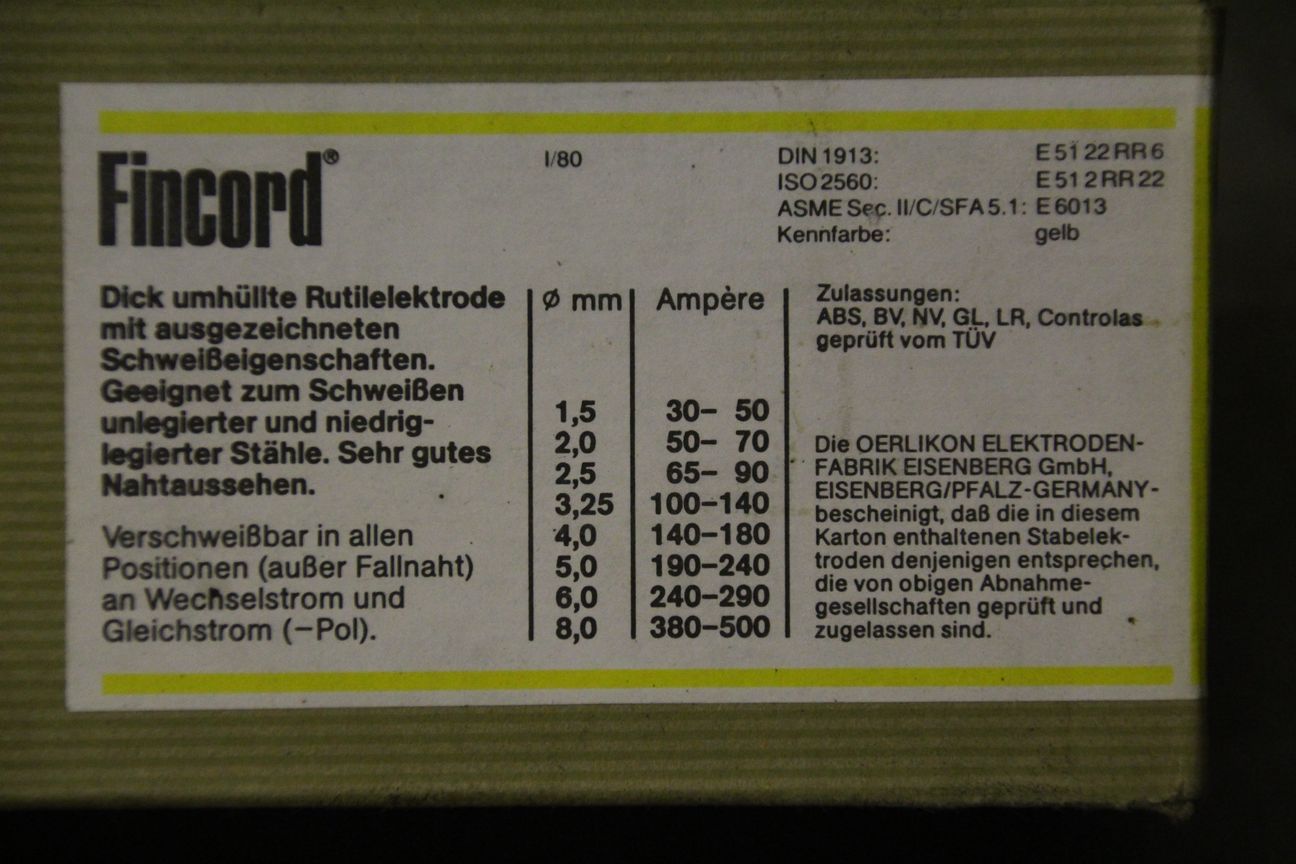 Fincord®
I/80
DIN 1913: E 51 22 RR 6
ISO 2560: E 51 2 RR 22
ASME Sec. II/C/SFA 5.1: E 6013
Kennfarbe: gelb
Dick umhüllte Rutilelektrode
mit ausgezeichneten
Schweißeigenschaften.
Geeignet zum Schweißen
unlegierter und niedrig-
legierter Stähle. Sehr gutes
Nahtaussehen.
Verschweißbar in allen
Positionen (außer Fallnaht)
an Wechselstrom und
Gleichstrom (−Pol).
ø mm Ampère
1,5 30– 50
2,0 50– 70
2,5 65– 90
3,25 100–140
4,0 140–180
5,0 190–240
6,0 240–290
8,0 380–500
Zulassungen:
ABS, BV, NV, GL, LR, Controlas
geprüft vom TÜV
Die OERLIKON ELEKTRODEN-
FABRIK EISENBERG GmbH,
EISENBERG/PFALZ-GERMANY-
bescheinigt, daß die in diesem
Karton enthaltenen Stabelek-
troden denjenigen entsprechen,
die von obigen Abnahme-
gesellschaften geprüft und
zugelassen sind.